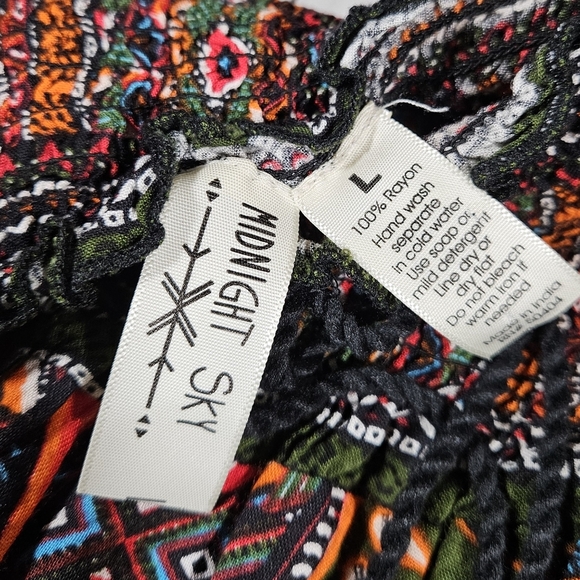 MIDNIGHT
SKY
L
100% Rayon
Hand wash
separate
in cold water
Use soap or,
mild detergent
Line dry or
dry flat
Do not bleach
warm iron if
needed
Made in India